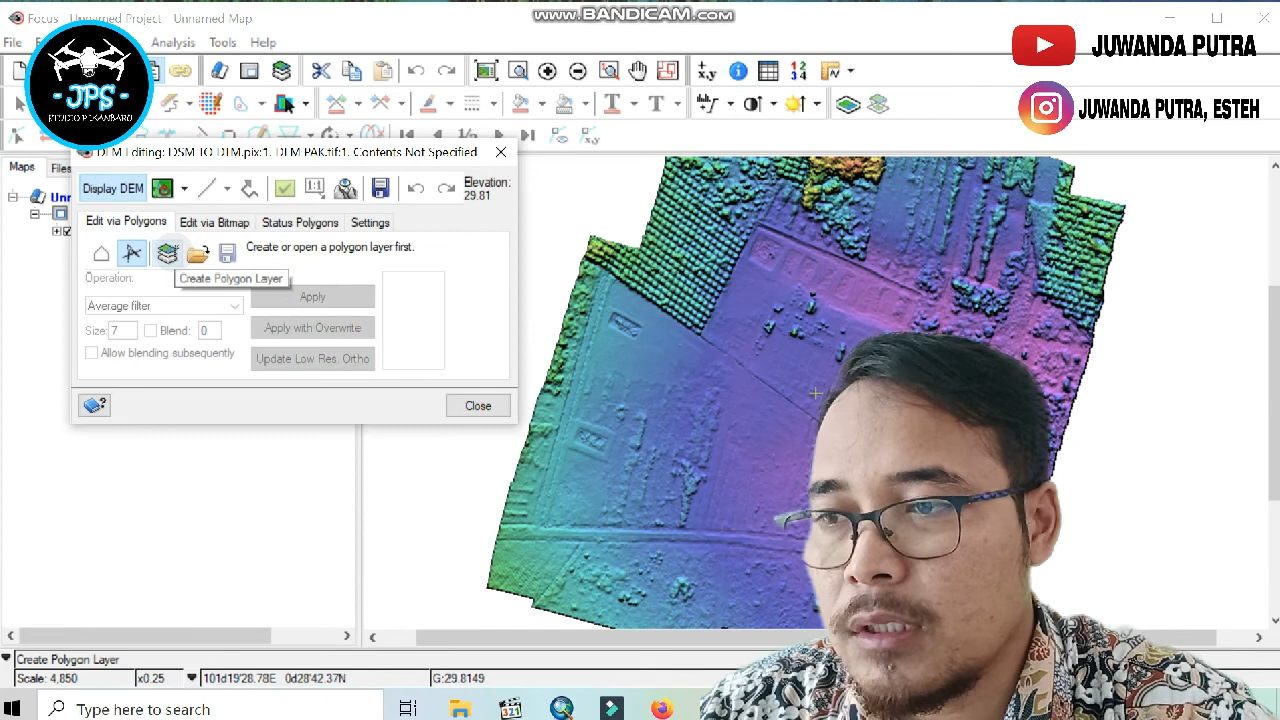 Focus
Unnamed Project
Unnamed Map
www.BANDICAM.com
File
Analysis
Tools
Help
JUWANDA PUTRA
JUWANDA PUTRA, ESTEH
JPS
STUDIO PEKANBARU
DEM Editing: DSM TO DTM.pix:1, DEM PAK.tif:1, Contents Not Specified
Maps
Files
Display DEM
Elevation:
29.81
Edit via Polygons
Edit via Bitmap
Status Polygons
Settings
Create or open a polygon layer first.
Create Polygon Layer
Operation:
Average filter
Apply
Size: 7
Blend: 0
Apply with Overwrite
Allow blending subsequently
Update Low Res. Ortho
Close
Create Polygon Layer
Scale: 4,850
x0.25
101d19'28.78E 0d28'42.37N
G:29.8149
Type here to search